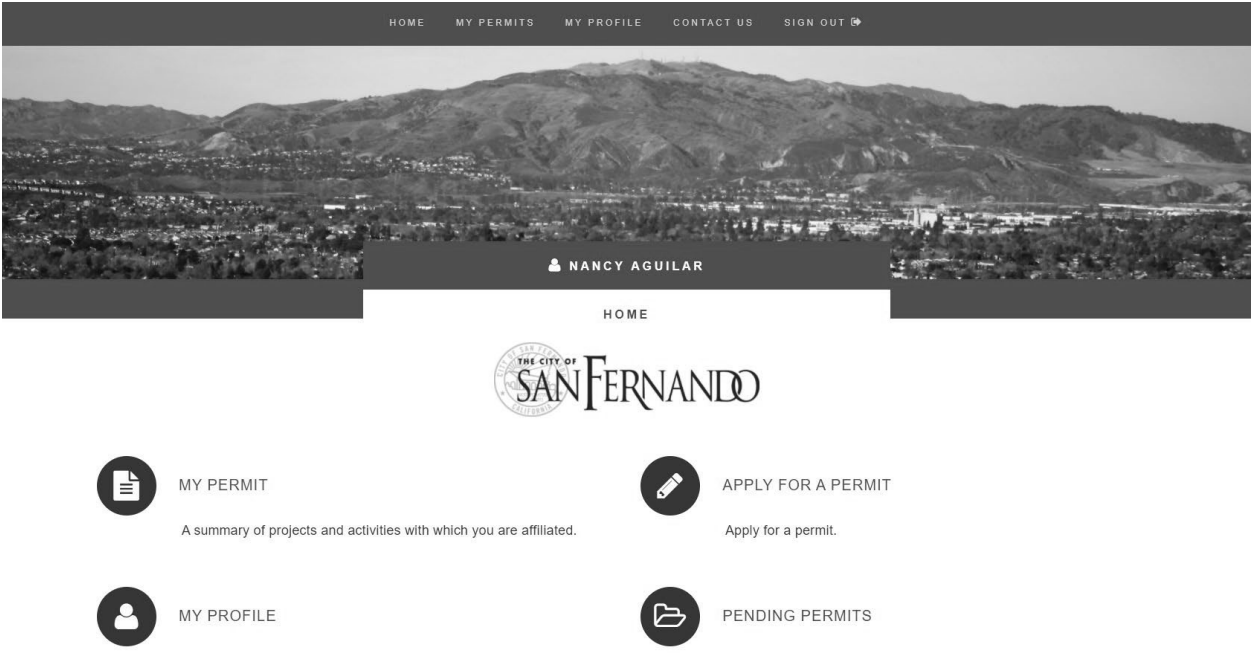 HOME MY PERMITS MY PROFILE CONTACT US SIGN OUT
NANCY AGUILAR
HOME
THE CITY OF
SAN FERNANDO
CALIFORNIA
MY PERMIT
A summary of projects and activities with which you are affiliated.
APPLY FOR A PERMIT
Apply for a permit.
MY PROFILE
PENDING PERMITS